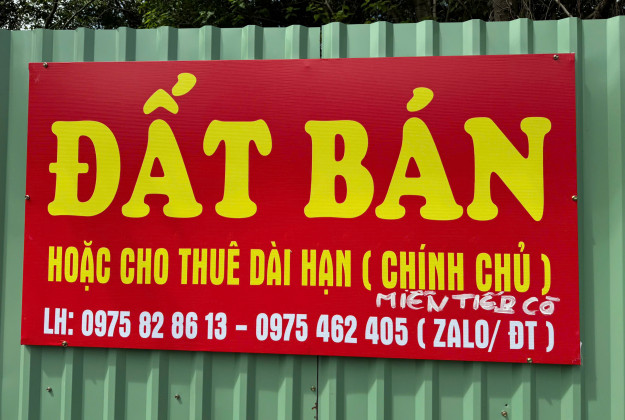 ĐẤT BÁN
HOẶC CHO THUÊ DÀI HẠN ( CHÍNH CHỦ )
MIỄN TIẾP CÒ
LH: 0975 82 86 13 - 0975 462 405 ( ZALO/ ĐT )